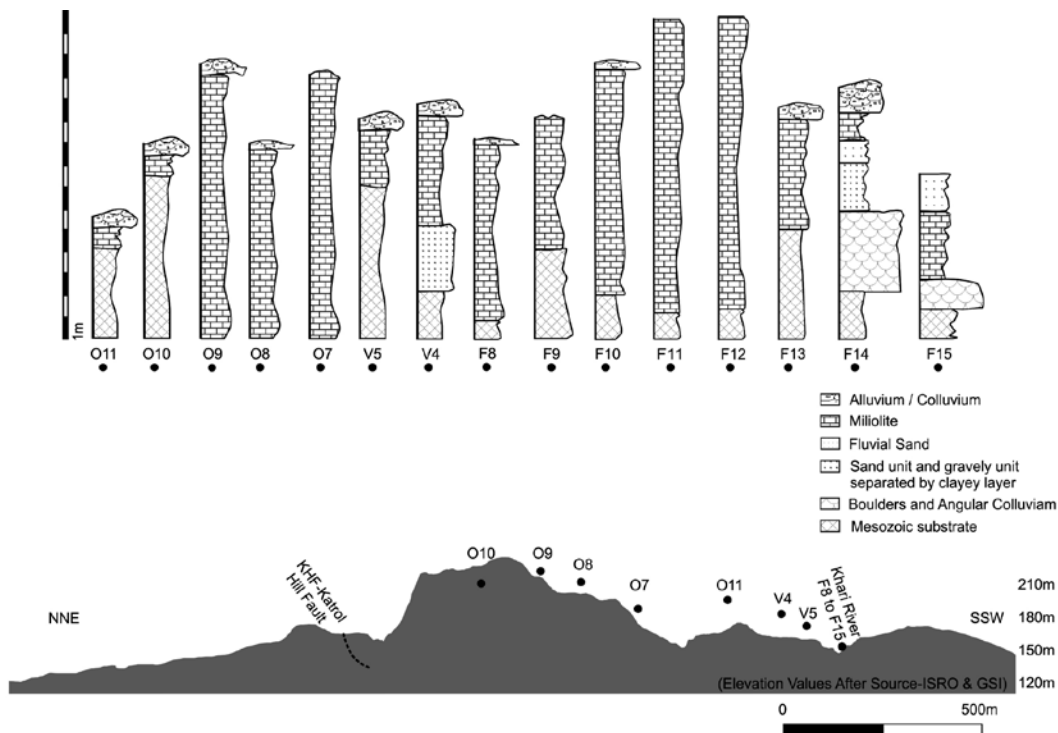 1m
O11 O10 O9 O8 O7 V5 V4 F8 F9 F10 F11 F12 F13 F14 F15
Alluvium / Colluvium
Miliolite
Fluvial Sand
Sand unit and gravely unit
separated by clayey layer
Boulders and Angular Colluviam
Mesozoic substrate
NNE
KHF-Katrol
Hill Fault
O10
O9
O8
O7
O11
V4
V5
Khari River
F8 to F15
SSW
210m
180m
150m
120m
(Elevation Values After Source-ISRO & GSI)
0 500m